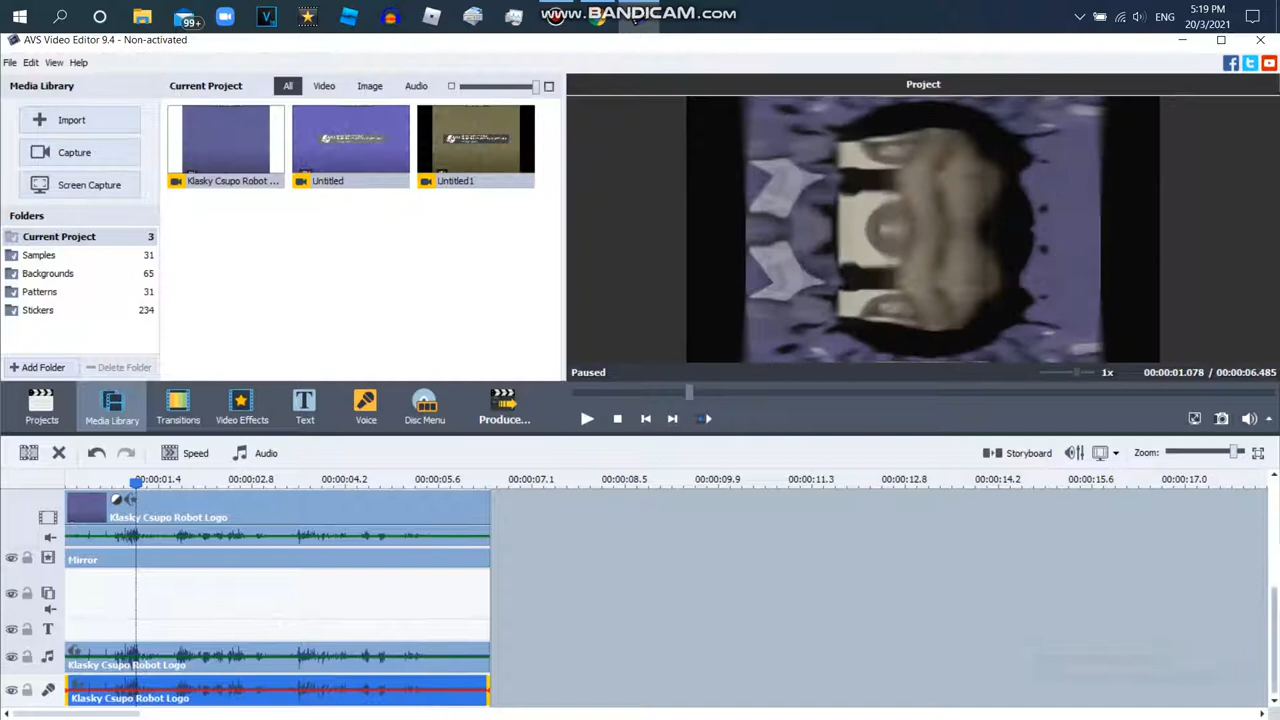 www.BANDICAM.com
99+
ENG
5:19 PM
20/3/2021
AVS Video Editor 9.4 - Non-activated
File Edit View Help
Media Library
Current Project
All
Video
Image
Audio
Project
Import
Capture
Screen Capture
Klasky Csupo Robot ...
Untitled
Untitled1
Folders
Current Project 3
Samples 31
Backgrounds 65
Patterns 31
Stickers 234
Add Folder
Delete Folder
Paused
1x
00:00:01.078 / 00:00:06.485
Projects
Media Library
Transitions
Video Effects
Text
Voice
Disc Menu
Produce...
Speed
Audio
Storyboard
Zoom:
00:00:01.4 00:00:02.8 00:00:04.2 00:00:05.6 00:00:07.1 00:00:08.5 00:00:09.9 00:00:11.3 00:00:12.8 00:00:14.2 00:00:15.6 00:00:17.0
Klasky Csupo Robot Logo
Mirror
T
Klasky Csupo Robot Logo
Klasky Csupo Robot Logo